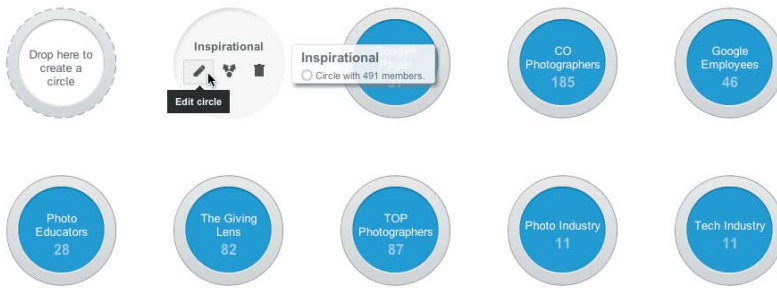 Drop here to
create a
circle
Inspirational
Edit circle
Inspirational
Circle with 491 members.
CO
Photographers
185
Google
Employees
46
Photo
Educators
28
The Giving
Lens
82
TOP
Photographers
87
Photo Industry
11
Tech Industry
11